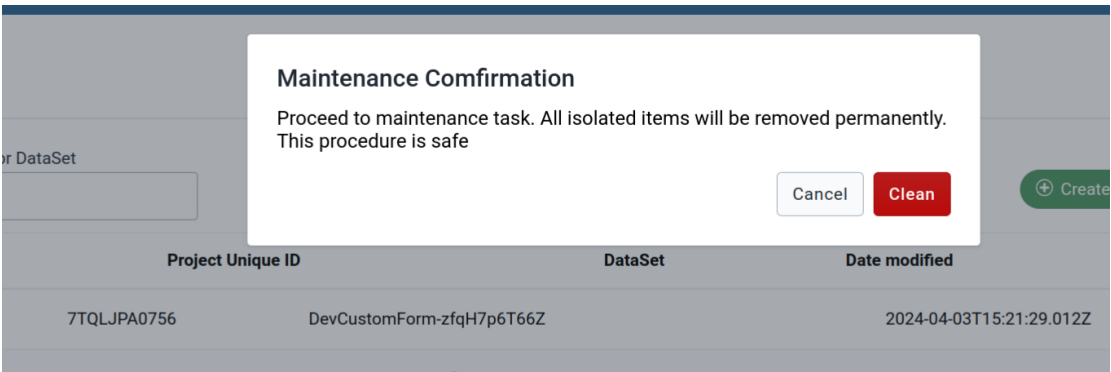 Maintenance Comfirmation
Proceed to maintenance task. All isolated items will be removed permanently.
This procedure is safe
or DataSet
Cancel
Clean
Create
Project Unique ID
DataSet
Date modified
7TQLJPA0756
DevCustomForm-zfqH7p6T66Z
2024-04-03T15:21:29.012Z